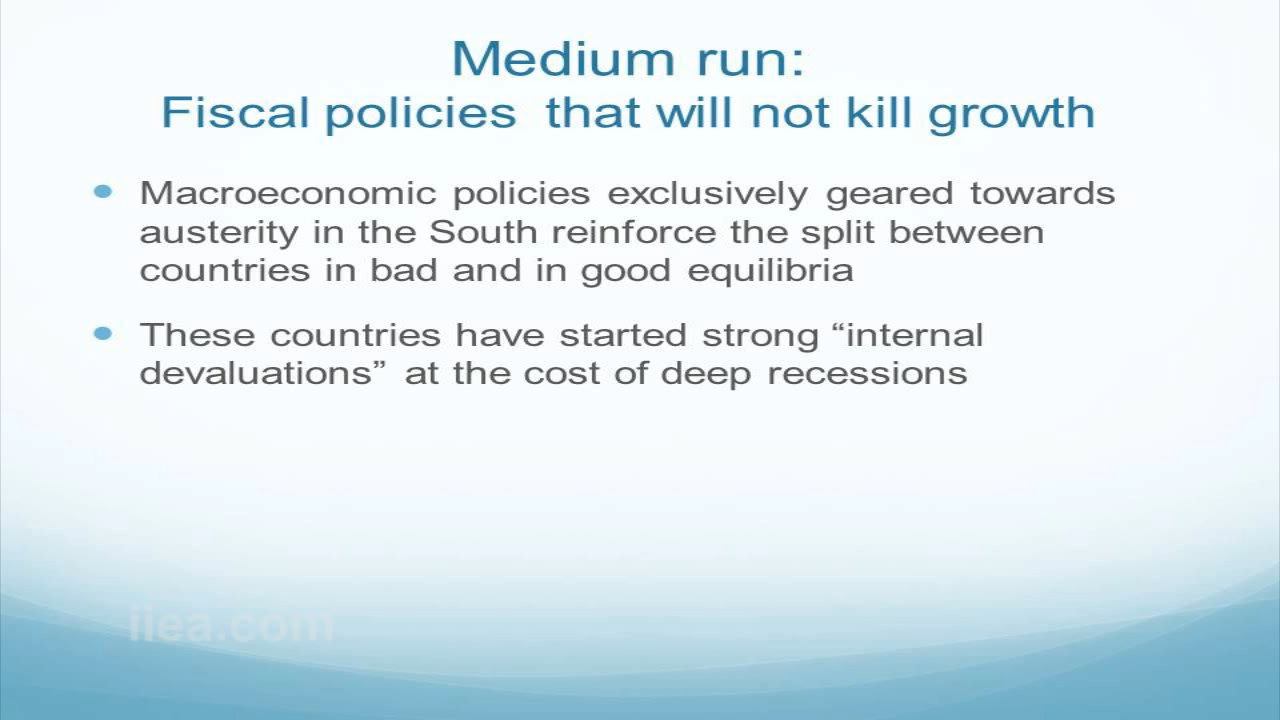 Medium run:
Fiscal policies that will not kill growth
Macroeconomic policies exclusively geared towards
austerity in the South reinforce the split between
countries in bad and in good equilibria
These countries have started strong “internal
devaluations” at the cost of deep recessions
iiea.com